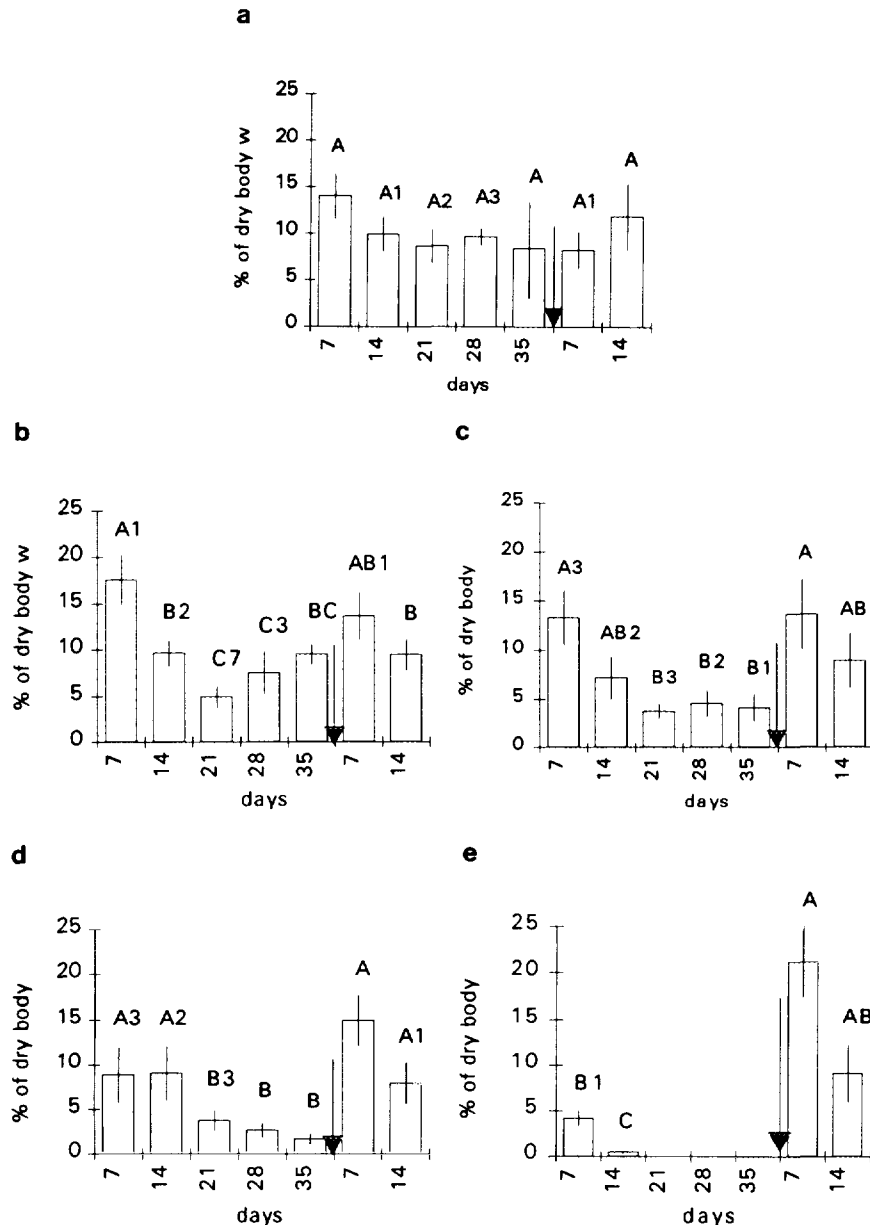 a
% of dry body w
25
20
15
10
5
0
A A1 A2 A3 A A1 A
7 14 21 28 35 7 14
days
b
% of dry body w
25
20
15
10
5
0
A1 B2 C7 C3 BC AB1 B
7 14 21 28 35 7 14
days
c
% of dry body
25
20
15
10
5
0
A3 AB2 B3 B2 B1 A AB
7 14 21 28 35 7 14
days
d
% of dry body
25
20
15
10
5
0
A3 A2 B3 B B A A1
7 14 21 28 35 7 14
days
e
% of dry body
25
20
15
10
5
0
B1 C A AB
7 14 21 28 35 7 14
days